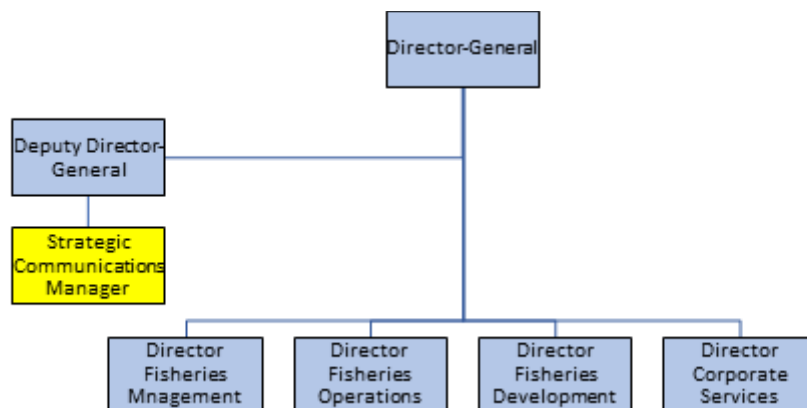 Director-General
Deputy Director-
General
Strategic
Communications
Manager
Director
Fisheries
Mnagement
Director
Fisheries
Operations
Director
Fisheries
Development
Director
Corporate
Services